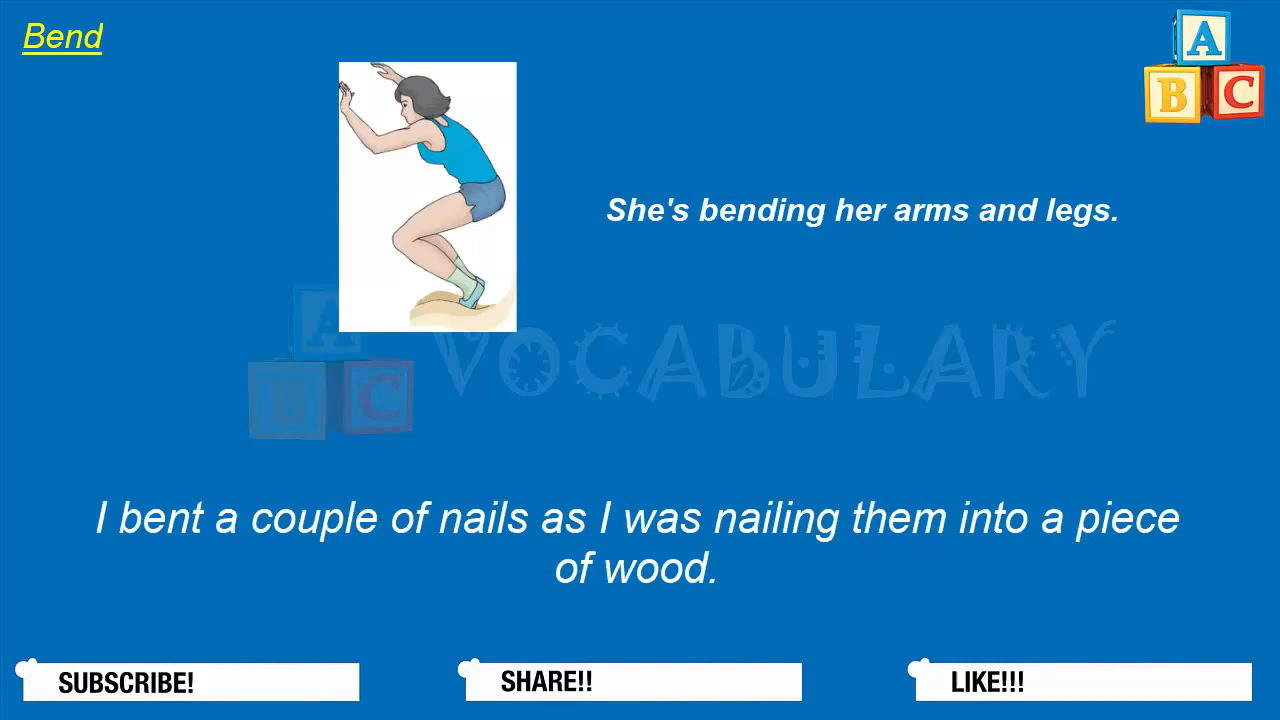 Bend
A
B C
She's bending her arms and legs.
A
B C
VOCABULARY
I bent a couple of nails as I was nailing them into a piece
of wood.
SUBSCRIBE!
SHARE!!
LIKE!!!